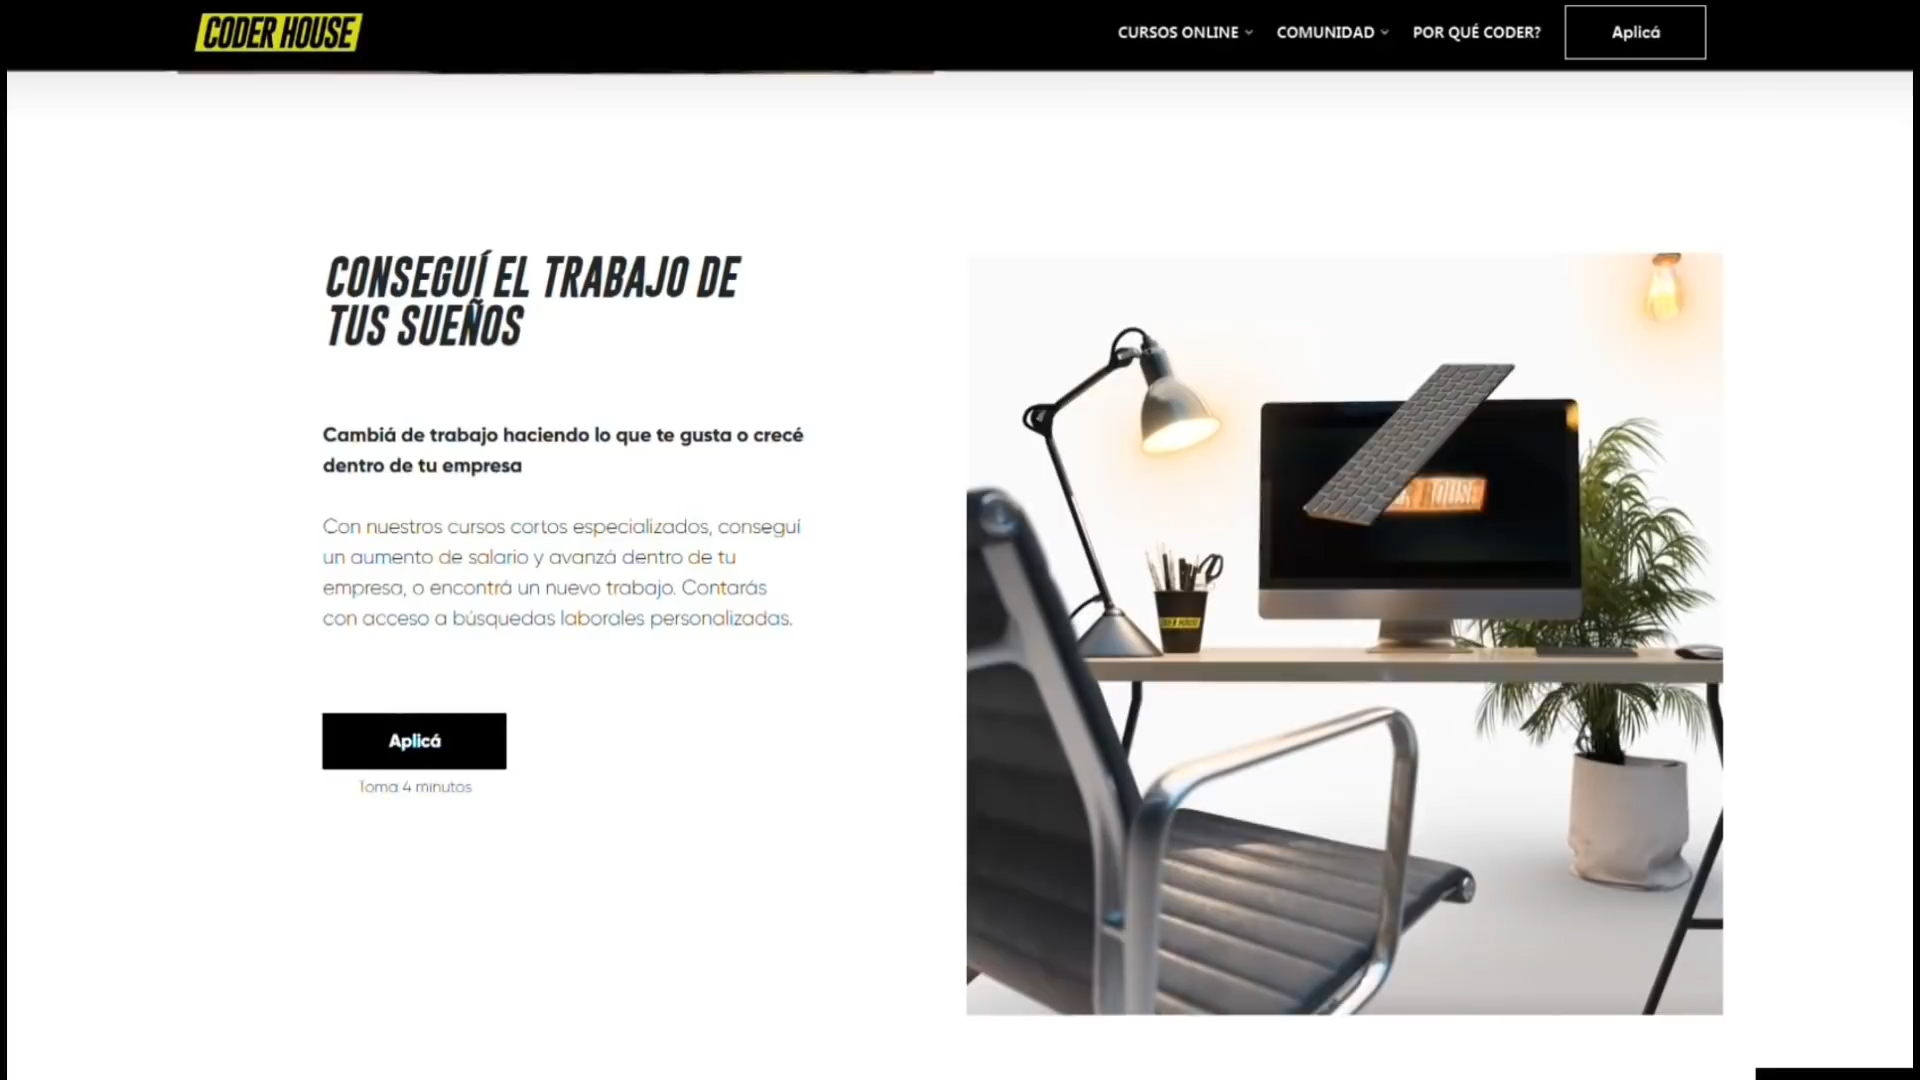 CODER HOUSE
CURSOS ONLINE
COMUNIDAD
POR QUÉ CODER?
Aplicá
CONSEGUÍ EL TRABAJO DE
TUS SUEÑOS
Cambiá de trabajo haciendo lo que te gusta o crecé
dentro de tu empresa
Con nuestros cursos cortos especializados, conseguí
un aumento de salario y avanzá dentro de tu
empresa, o encontrá un nuevo trabajo. Contarás
con acceso a búsquedas laborales personalizadas.
Aplicá
Toma 4 minutos
HOUSE